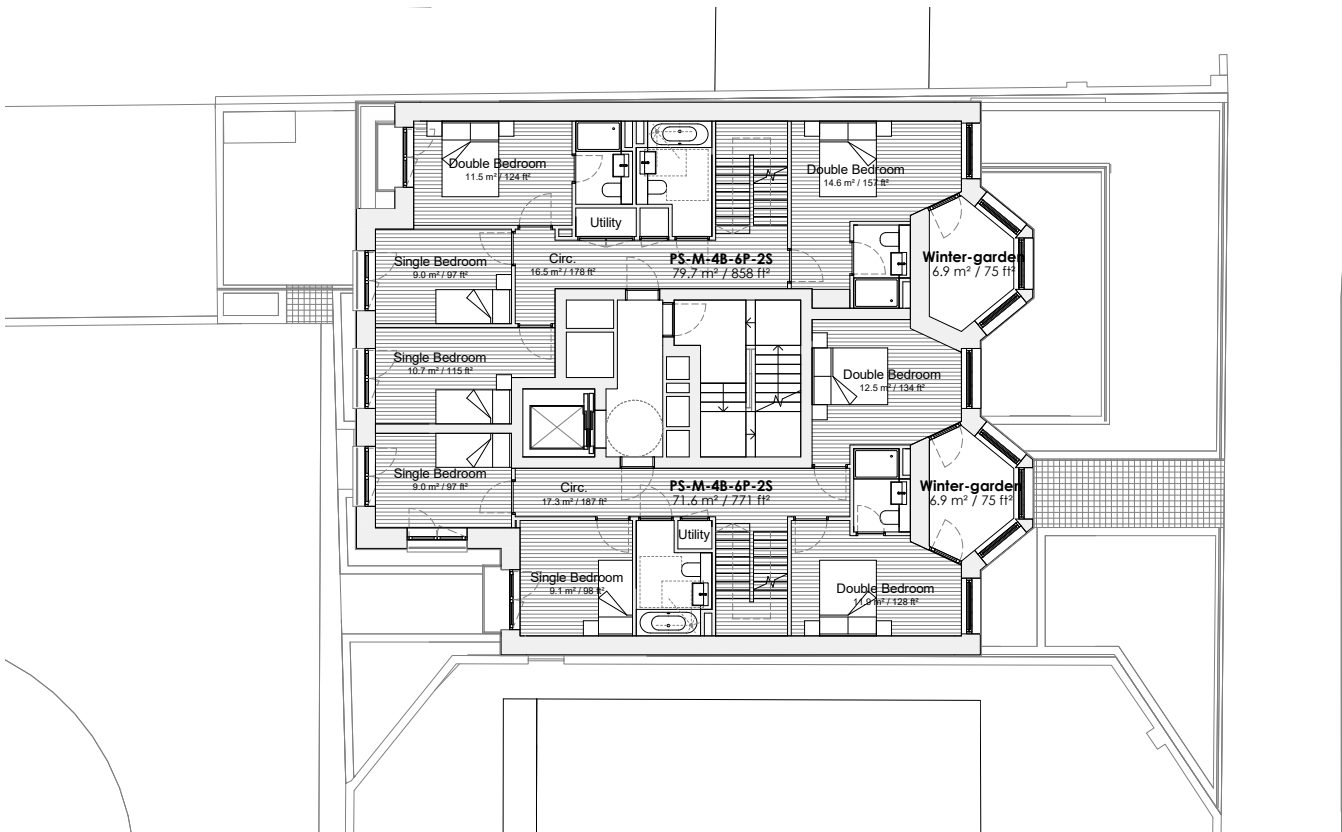 Double Bedroom
11.5 m² / 124 ft²
Utility
Double Bedroom
14.6 m² / 157 ft²
Single Bedroom
9.0 m² / 97 ft²
Circ.
16.5 m² / 178 ft²
PS-M-4B-6P-2S
79.7 m² / 858 ft²
Winter-garden
6.9 m² / 75 ft²
Single Bedroom
10.7 m² / 115 ft²
Double Bedroom
12.5 m² / 134 ft²
Single Bedroom
9.0 m² / 97 ft²
Circ.
17.3 m² / 187 ft²
PS-M-4B-6P-2S
71.6 m² / 771 ft²
Winter-garden
6.9 m² / 75 ft²
Utility
Single Bedroom
9.1 m² / 98 ft²
Double Bedroom
11.9 m² / 128 ft²